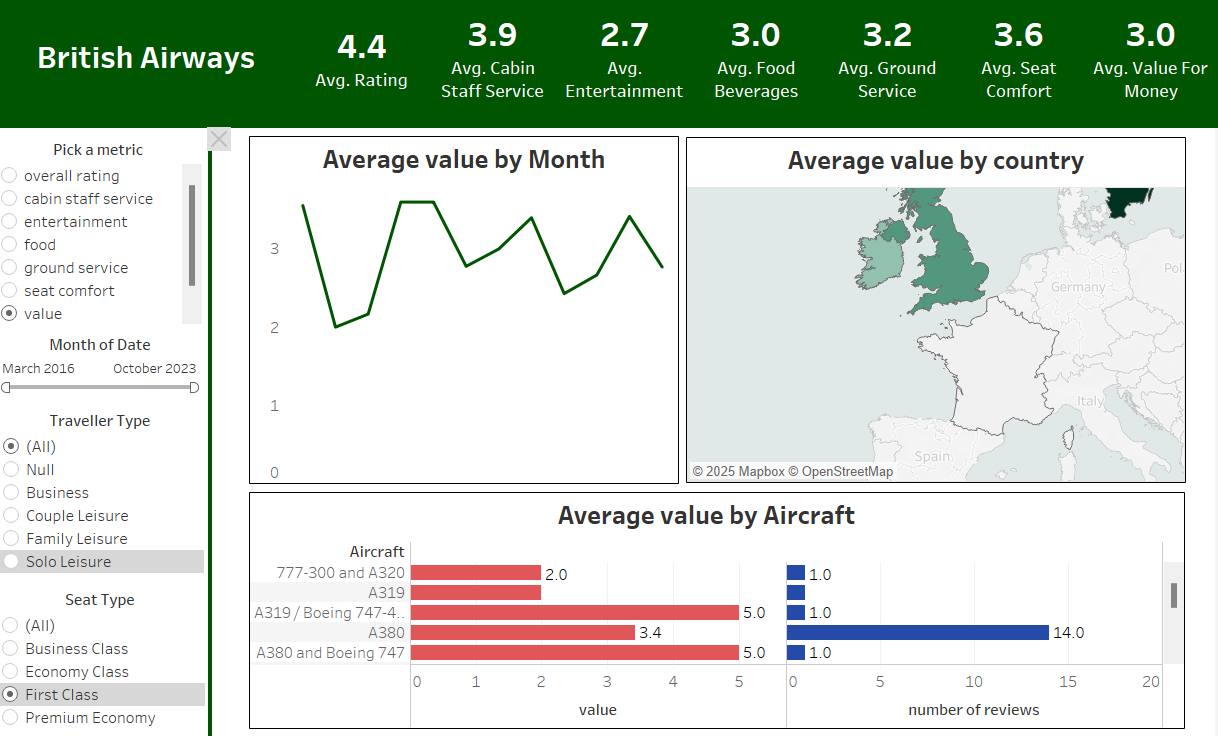 British Airways
4.4
Avg. Rating
3.9
Avg. Cabin
Staff Service
2.7
Avg.
Entertainment
3.0
Avg. Food
Beverages
3.2
Avg. Ground
Service
3.6
Avg. Seat
Comfort
3.0
Avg. Value For
Money
Pick a metric
overall rating
cabin staff service
entertainment
food
ground service
seat comfort
value
Month of Date
March 2016 October 2023
Traveller Type
(All)
Null
Business
Couple Leisure
Family Leisure
Solo Leisure
Seat Type
(All)
Business Class
Economy Class
First Class
Premium Economy
Average value by Month
3
2
1
0
Average value by country
Pol
Germany
Italy
Spain
© 2025 Mapbox © OpenStreetMap
Average value by Aircraft
Aircraft
777-300 and A320 2.0 1.0
A319
A319 / Boeing 747-4.. 5.0 1.0
A380 3.4 14.0
A380 and Boeing 747 5.0 1.0
0 1 2 3 4 5 0 5 10 15 20
value number of reviews